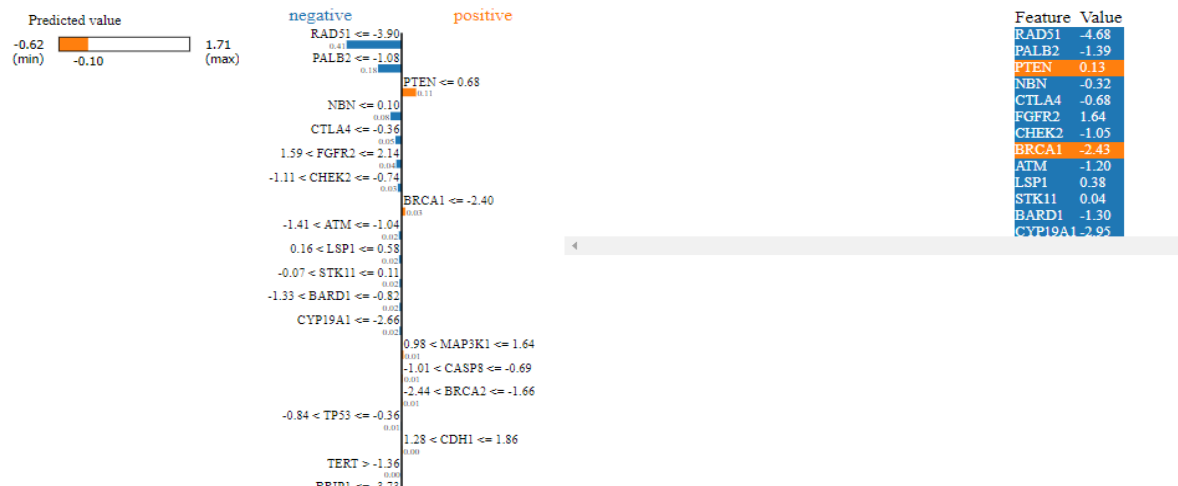 Predicted value
-0.62
(min)
-0.10
1.71
(max)
negative
positive
RAD51 <= -3.90
0.41
PALB2 <= -1.08
0.18
PTEN <= 0.68
0.11
NBN <= 0.10
0.08
CTLA4 <= -0.36
0.05
1.59 < FGFR2 <= 2.14
0.04
-1.11 < CHEK2 <= -0.74
0.03
BRCA1 <= -2.40
0.03
-1.41 < ATM <= -1.04
0.02
0.16 < LSP1 <= 0.58
0.02
-0.07 < STK11 <= 0.11
0.02
-1.33 < BARD1 <= -0.82
0.02
CYP19A1 <= -2.66
0.02
0.98 < MAP3K1 <= 1.64
0.01
-1.01 < CASP8 <= -0.69
0.01
-2.44 < BRCA2 <= -1.66
0.01
-0.84 < TP53 <= -0.36
0.01
1.28 < CDH1 <= 1.86
0.00
TERT > -1.36
0.00
BRIP1 <= -3.73
Feature Value
RAD51 -4.68
PALB2 -1.39
PTEN 0.13
NBN -0.32
CTLA4 -0.68
FGFR2 1.64
CHEK2 -1.05
BRCA1 -2.43
ATM -1.20
LSP1 0.38
STK11 0.04
BARD1 -1.30
CYP19A1 -2.95